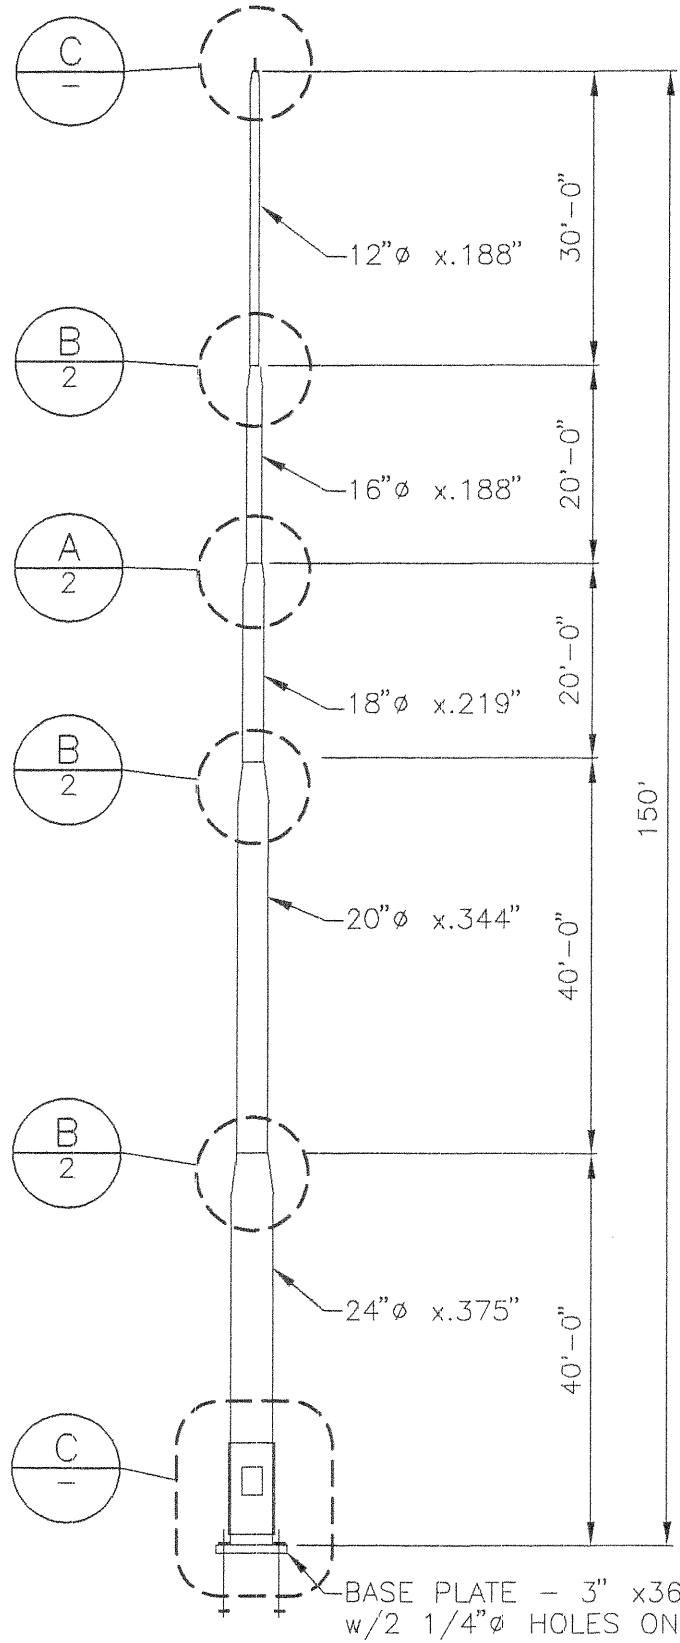 C
–
30'-0"
12"ø x.188"
B
2
20'-0"
16"ø x.188"
A
2
20'-0"
18"ø x.219"
B
2
150'
20"ø x.344"
40'-0"
B
2
24"ø x.375"
40'-0"
C
–
BASE PLATE – 3" x36
w/2 1/4"ø HOLES ON